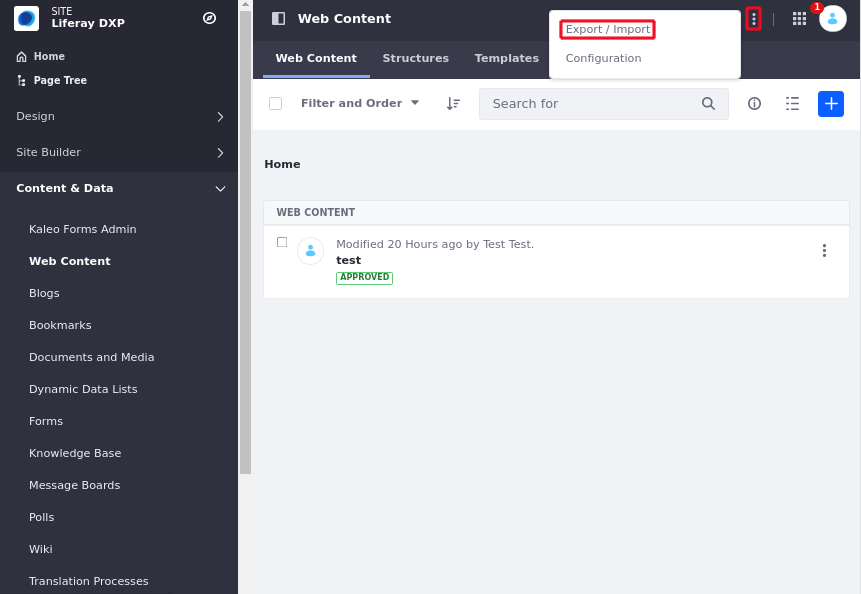 SITE
Liferay DXP
Home
Page Tree
Design
Site Builder
Content & Data
Kaleo Forms Admin
Web Content
Blogs
Bookmarks
Documents and Media
Dynamic Data Lists
Forms
Knowledge Base
Message Boards
Polls
Wiki
Translation Processes
Web Content
1
Export / Import
Configuration
Web Content
Structures
Templates
Filter and Order
Search for
Home
WEB CONTENT
Modified 20 Hours ago by Test Test.
test
APPROVED